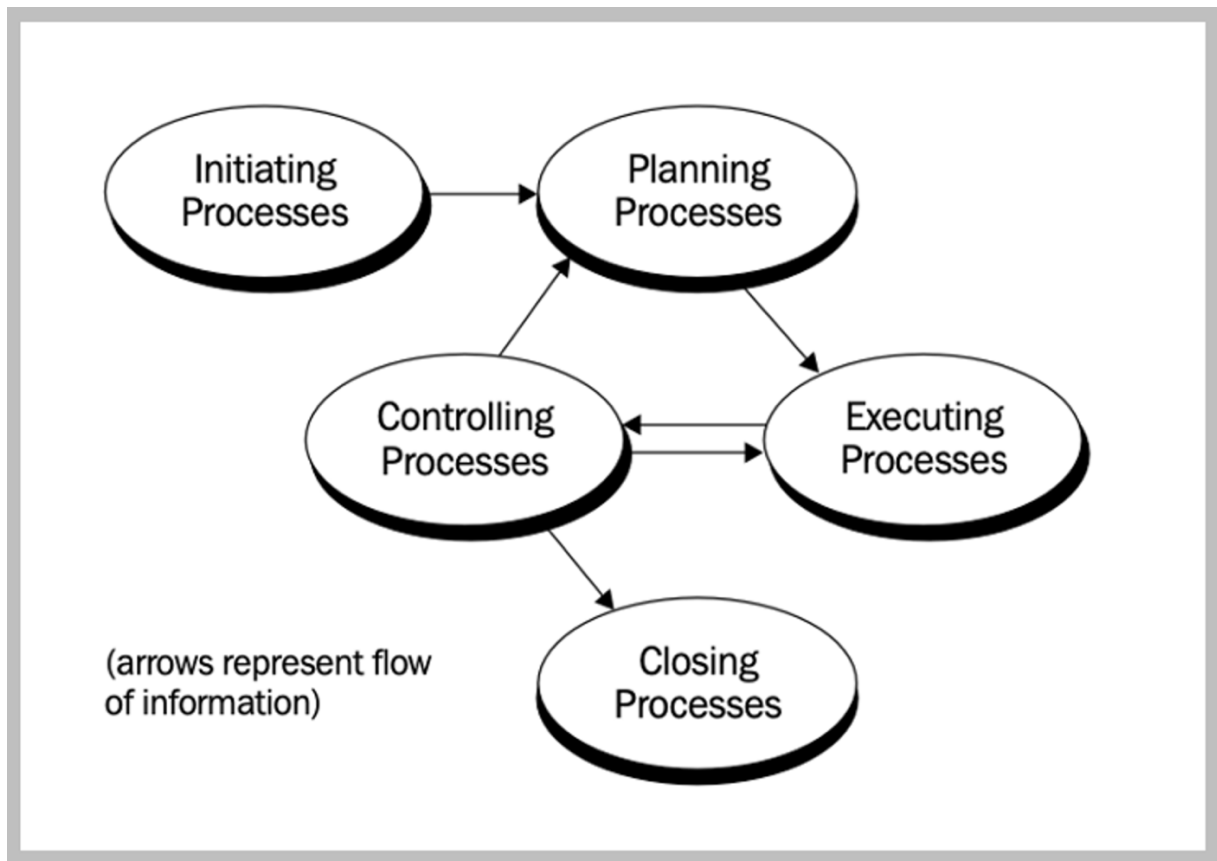 Initiating
Processes
Planning
Processes
Controlling
Processes
Executing
Processes
Closing
Processes
(arrows represent flow
of information)